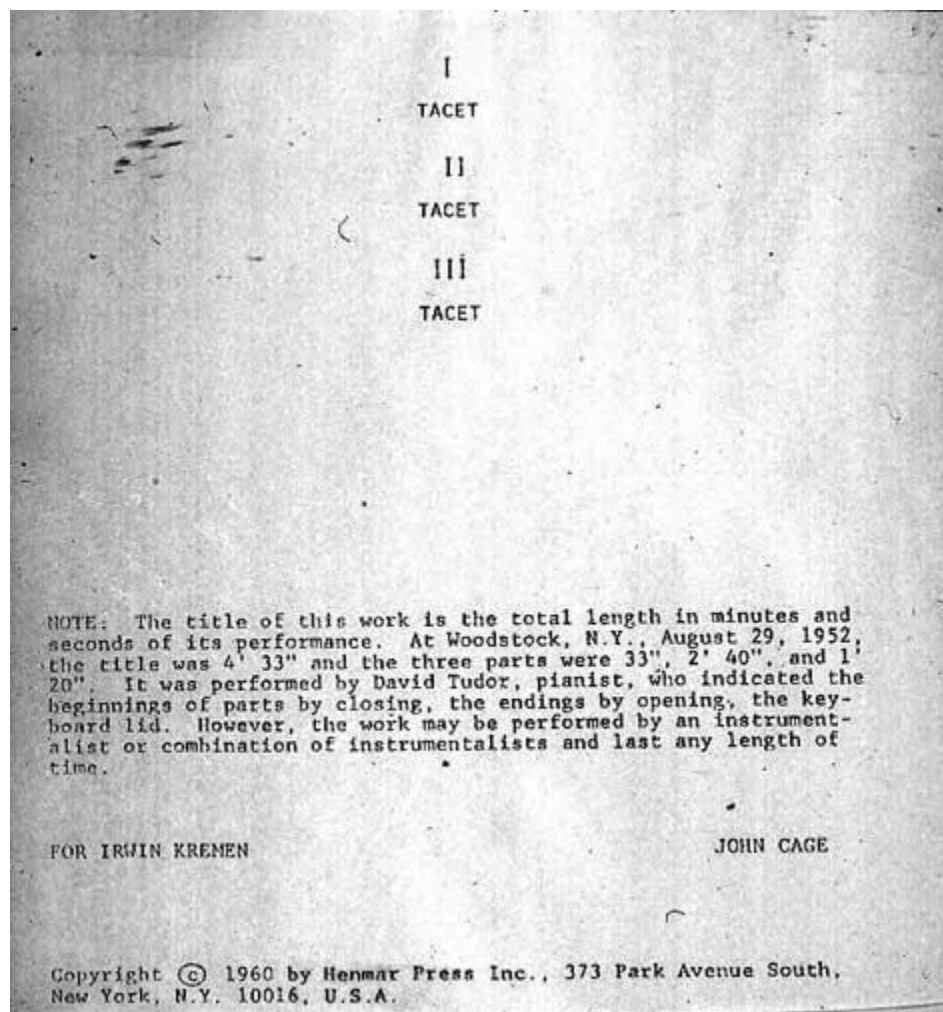 I
TACET
II
TACET
III
TACET
NOTE: The title of this work is the total length in minutes and
seconds of its performance. At Woodstock, N.Y., August 29, 1952,
the title was 4' 33" and the three parts were 33", 2' 40", and 1'
20". It was performed by David Tudor, pianist, who indicated the
beginnings of parts by closing, the endings by opening, the key-
board lid. However, the work may be performed by an instrument-
alist or combination of instrumentalists and last any length of
time.
FOR IRWIN KREMEN
JOHN CAGE
Copyright © 1960 by Henmar Press Inc., 373 Park Avenue South,
New York, N.Y. 10016, U.S.A.